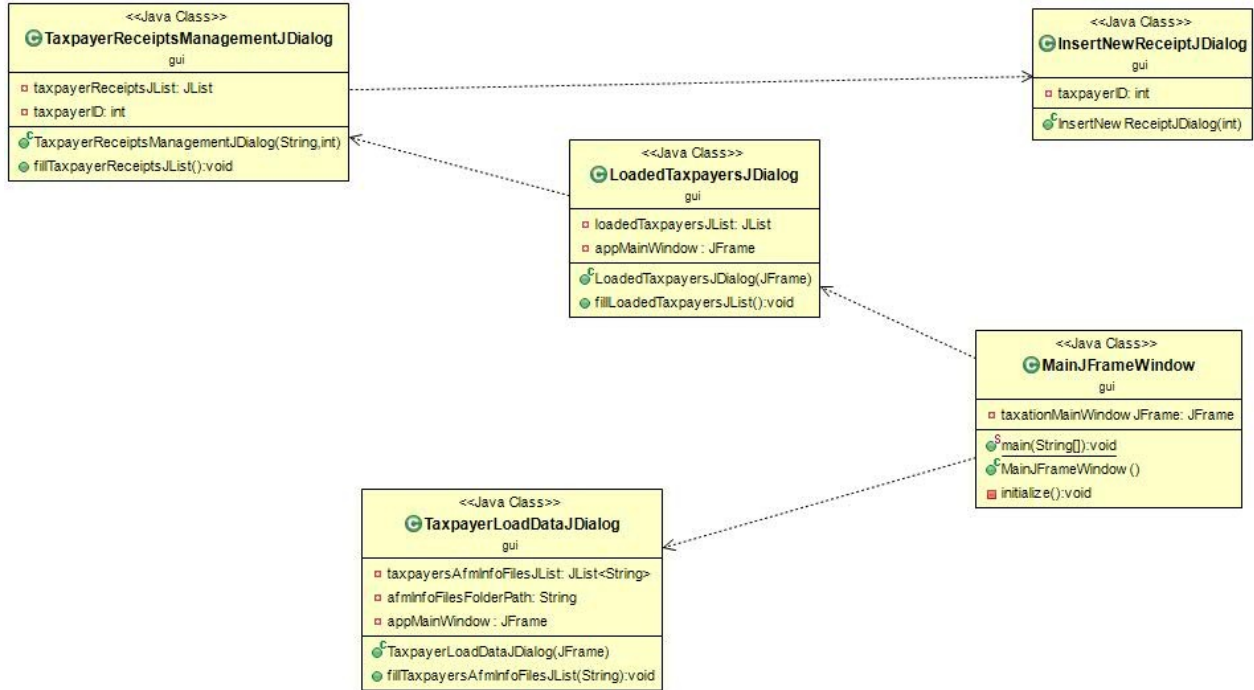 <<Java Class>>
TaxpayerReceiptsManagementJDialog
gui
taxpayerReceiptsJList: JList
taxpayerID: int
TaxpayerReceiptsManagementJDialog(String,int)
fillTaxpayerReceiptsJList():void
<<Java Class>>
InsertNewReceiptJDialog
gui
taxpayerID: int
InsertNewReceiptJDialog(int)
<<Java Class>>
LoadedTaxpayersJDialog
gui
loadedTaxpayersJList: JList
appMainWindow : JFrame
LoadedTaxpayersJDialog(JFrame)
fillLoadedTaxpayersJList():void
<<Java Class>>
MainJFrameWindow
gui
taxationMainWindowJFrame: JFrame
main(String[]):void
MainJFrameWindow()
initialize():void
<<Java Class>>
TaxpayerLoadDataJDialog
gui
taxpayersAfmInfoFilesJList: JList<String>
afmInfoFilesFolderPath: String
appMainWindow : JFrame
TaxpayerLoadDataJDialog(JFrame)
fillTaxpayersAfmInfoFilesJList(String):void